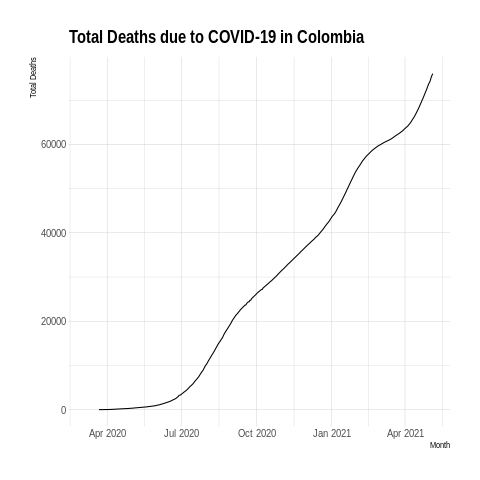 Total Deaths due to COVID-19 in Colombia
Total Deaths
60000
40000
20000
0
Apr 2020 Jul 2020 Oct 2020 Jan 2021 Apr 2021
Month